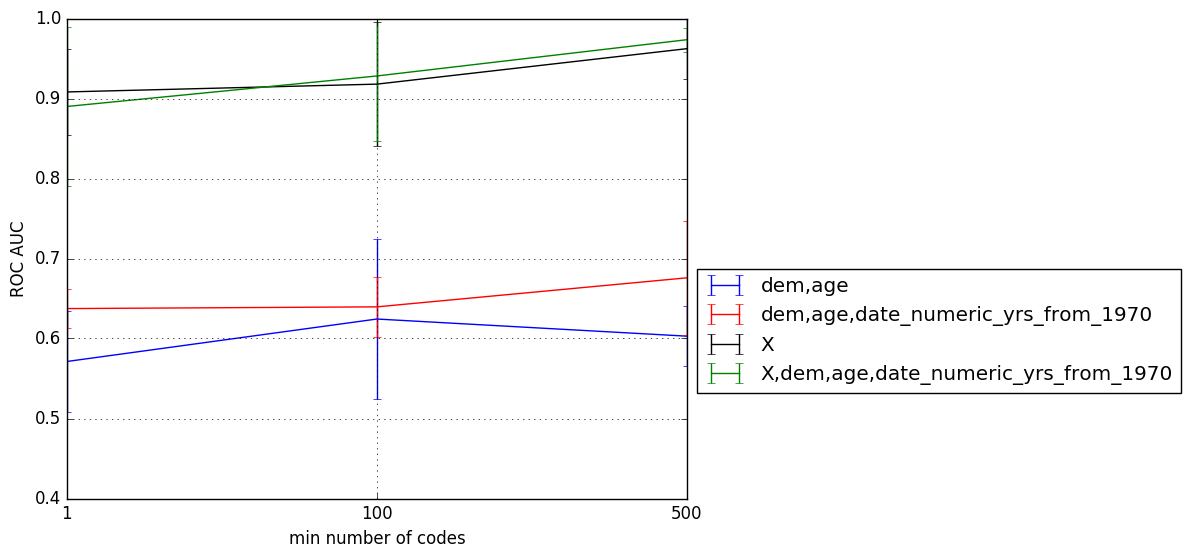 1.0
0.9
0.8
0.7
0.6
0.5
0.4
ROC AUC
1
100
500
min number of codes
dem,age
dem,age,date_numeric_yrs_from_1970
X
X,dem,age,date_numeric_yrs_from_1970